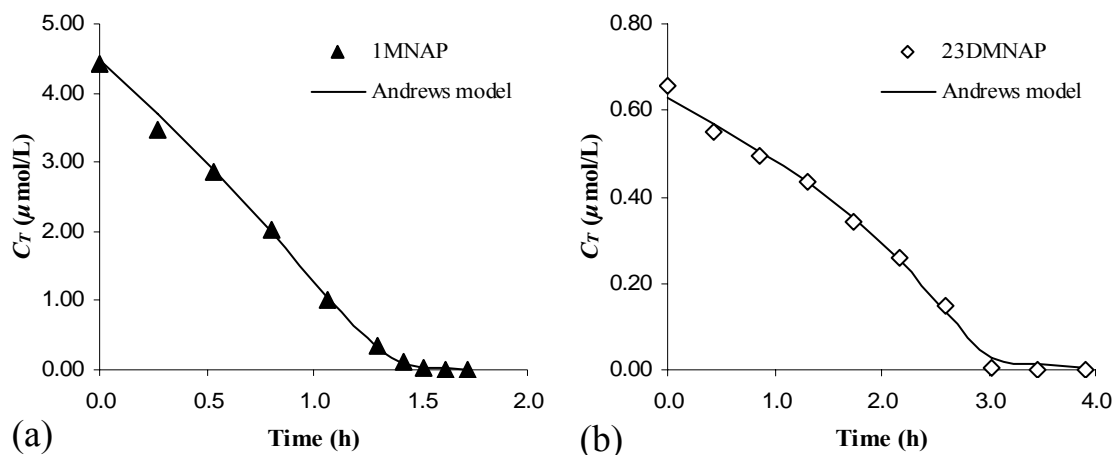 5.00
4.00
3.00
2.00
1.00
0.00
C_T (µmol/L)
▲ 1MNAP
— Andrews model
0.0 0.5 1.0 1.5 2.0
Time (h)
(a)
0.80
0.60
0.40
0.20
0.00
C_T (µmol/L)
◇ 23DMNAP
— Andrews model
0.0 1.0 2.0 3.0 4.0
Time (h)
(b)